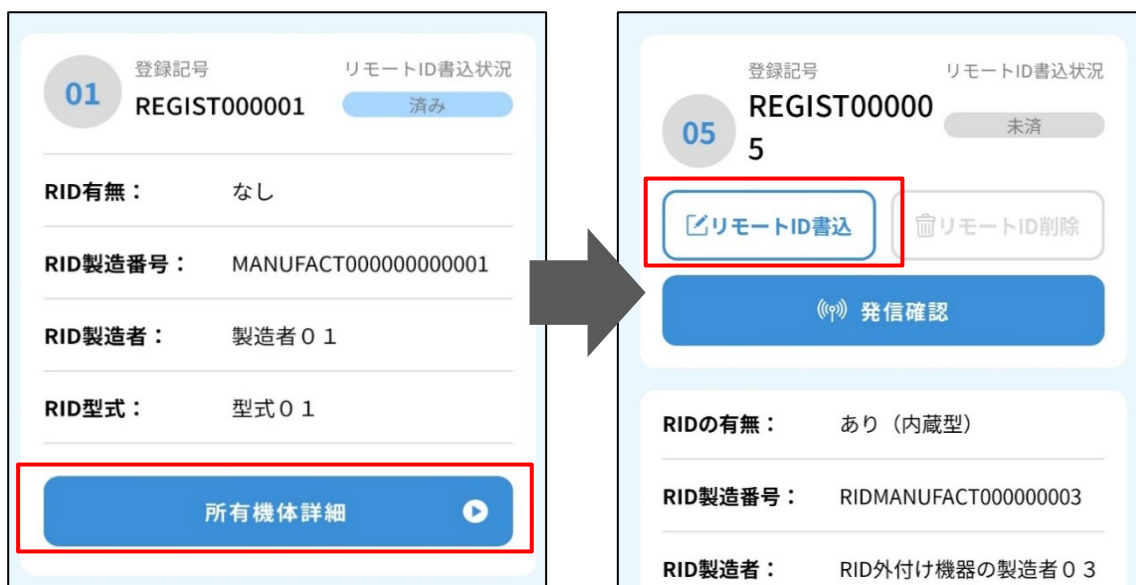 登録記号
リモートID書込状況
01
REGIST000001
済み
RID有無：
なし
RID製造番号：
MANUFACT000000000001
RID製造者：
製造者０１
RID型式：
型式０１
所有機体詳細
登録記号
リモートID書込状況
05
REGIST00000
5
未済
リモートID書込
リモートID削除
発信確認
RIDの有無：
あり（内蔵型）
RID製造番号：
RIDMANUFACT000000003
RID製造者：
RID外付け機器の製造者０３